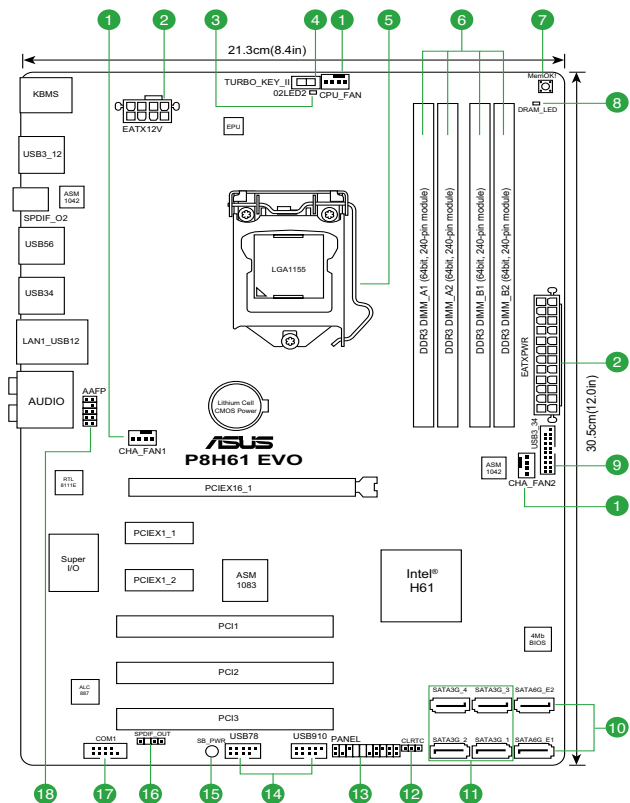 1
2
3
4
1
5
6
7
21.3cm(8.4in)
KBMS
TURBO_KEY_II
02LED2
CPU_FAN
MemOK!
DRAM_LED
8
EATX12V
EPU
USB3_12
ASM
1042
SPDIF_O2
USB56
USB34
LAN1_USB12
AUDIO
AAFP
LGA1155
DDR3 DIMM_A1 (64bit, 240-pin module)
DDR3 DIMM_A2 (64bit, 240-pin module)
DDR3 DIMM_B1 (64bit, 240-pin module)
DDR3 DIMM_B2 (64bit, 240-pin module)
EATXPWR
2
30.5cm(12.0in)
Lithium Cell
CMOS Power
CHA_FAN1
ASUS
P8H61 EVO
USB3_34
ASM
1042
CHA_FAN2
9
1
RTL
8111E
PCIEX16_1
PCIEX1_1
PCIEX1_2
Super
I/O
ASM
1083
Intel®
H61
PCI1
PCI2
PCI3
4Mb
BIOS
ALC
887
SATA3G_4
SATA3G_3
SATA6G_E2
SATA3G_2
SATA3G_1
SATA6G_E1
10
COM1
SPDIF_OUT
SB_PWR
USB78
USB910
PANEL
CLRTC
18
17
16
15
14
13
12
11